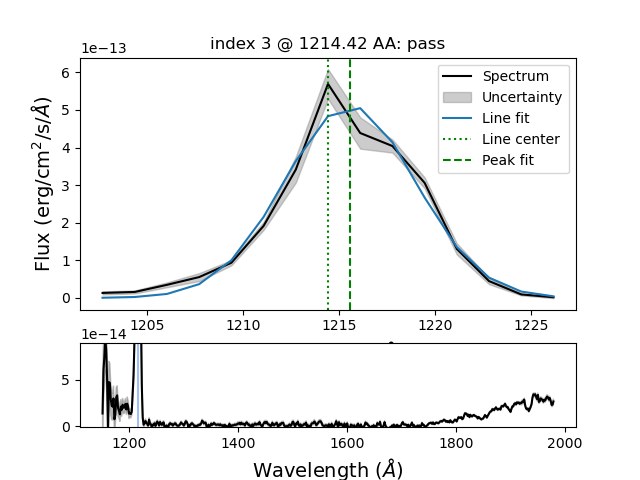 index 3 @ 1214.42 AA: pass
1e−13
Flux (erg/cm²/s/Å)
6
5
4
3
2
1
0
Spectrum
Uncertainty
Line fit
Line center
Peak fit
1205 1210 1215 1220 1225
1e−14
5
0
1200 1400 1600 1800 2000
Wavelength (Å)